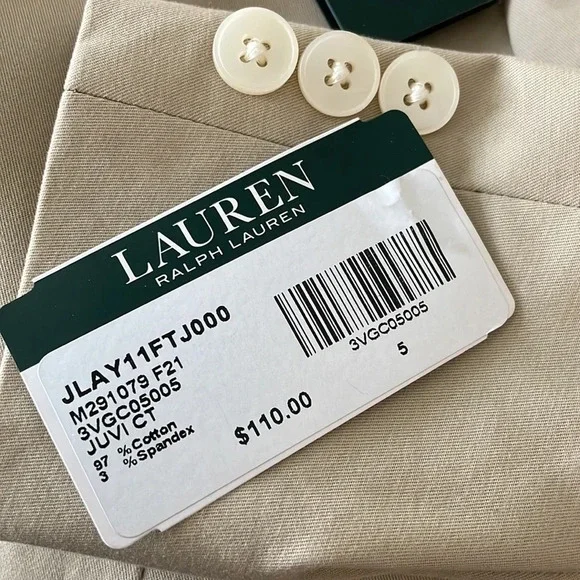 LAUREN
RALPH LAUREN
JLAY11FTJ000
M291079 F21
3VGC05005
JUVI CT
97 %Cotton
3 %Spandex
$110.00
3VGC05005
5